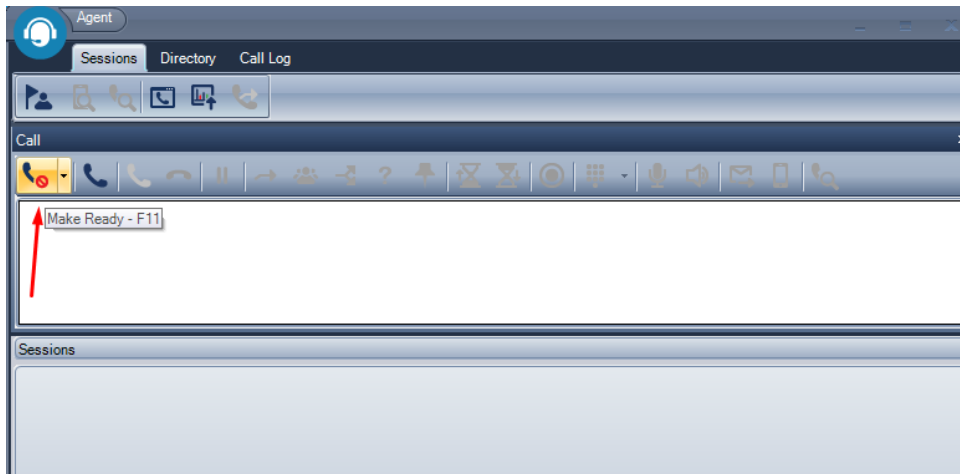 Agent
Sessions Directory Call Log
Call
Make Ready - F11
Sessions